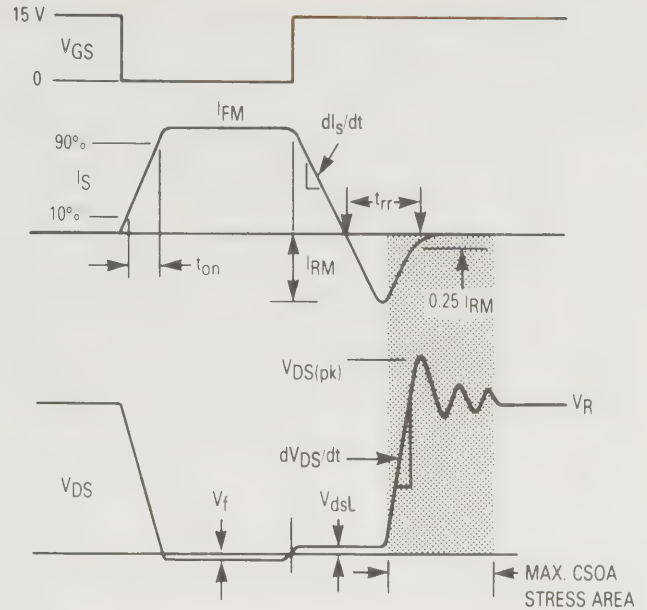 15 V
VGS
0
IFM
dIs/dt
90%
IS
10%
trr
ton
IRM
0.25 IRM
VDS(pk)
VR
dVDS/dt
VDS
Vf
VdsL
MAX. CSOA
STRESS AREA